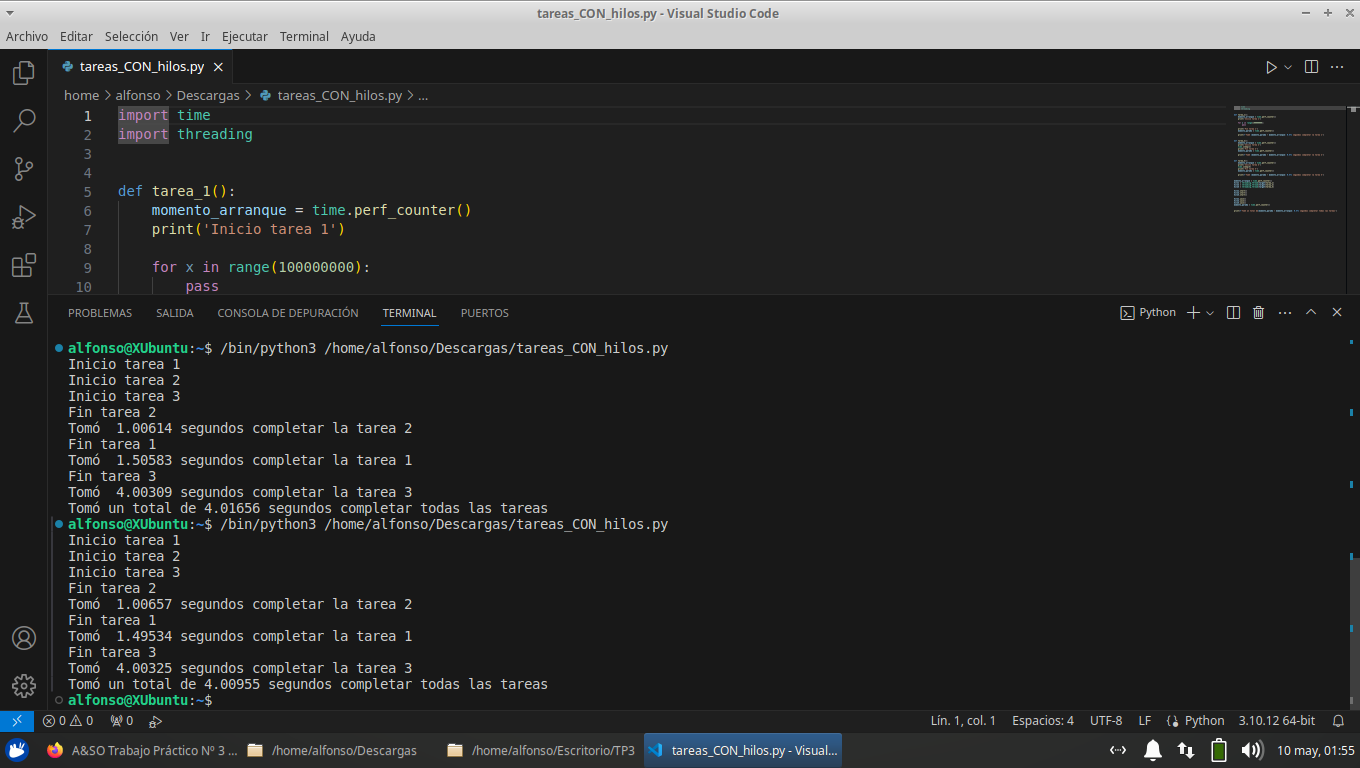 tareas_CON_hilos.py - Visual Studio Code
Archivo Editar Selección Ver Ir Ejecutar Terminal Ayuda
tareas_CON_hilos.py
home > alfonso > Descargas > tareas_CON_hilos.py > ...
1 import time
2 import threading
3
4
5 def tarea_1():
6 momento_arranque = time.perf_counter()
7 print('Inicio tarea 1')
8
9 for x in range(100000000):
10 pass
PROBLEMAS SALIDA CONSOLA DE DEPURACIÓN TERMINAL PUERTOS
Python
alfonso@XUbuntu:~$ /bin/python3 /home/alfonso/Descargas/tareas_CON_hilos.py
Inicio tarea 1
Inicio tarea 2
Inicio tarea 3
Fin tarea 2
Tomó  1.00614 segundos completar la tarea 2
Fin tarea 1
Tomó  1.50583 segundos completar la tarea 1
Fin tarea 3
Tomó  4.00309 segundos completar la tarea 3
Tomó un total de 4.01656 segundos completar todas las tareas
alfonso@XUbuntu:~$ /bin/python3 /home/alfonso/Descargas/tareas_CON_hilos.py
Inicio tarea 1
Inicio tarea 2
Inicio tarea 3
Fin tarea 2
Tomó  1.00657 segundos completar la tarea 2
Fin tarea 1
Tomó  1.49534 segundos completar la tarea 1
Fin tarea 3
Tomó  4.00325 segundos completar la tarea 3
Tomó un total de 4.00955 segundos completar todas las tareas
alfonso@XUbuntu:~$
0 0 0 Lín. 1, col. 1 Espacios: 4 UTF-8 LF Python 3.10.12 64-bit
A&SO Trabajo Práctico Nº 3 ... /home/alfonso/Descargas /home/alfonso/Escritorio/TP3 tareas_CON_hilos.py - Visual... 10 may, 01:55